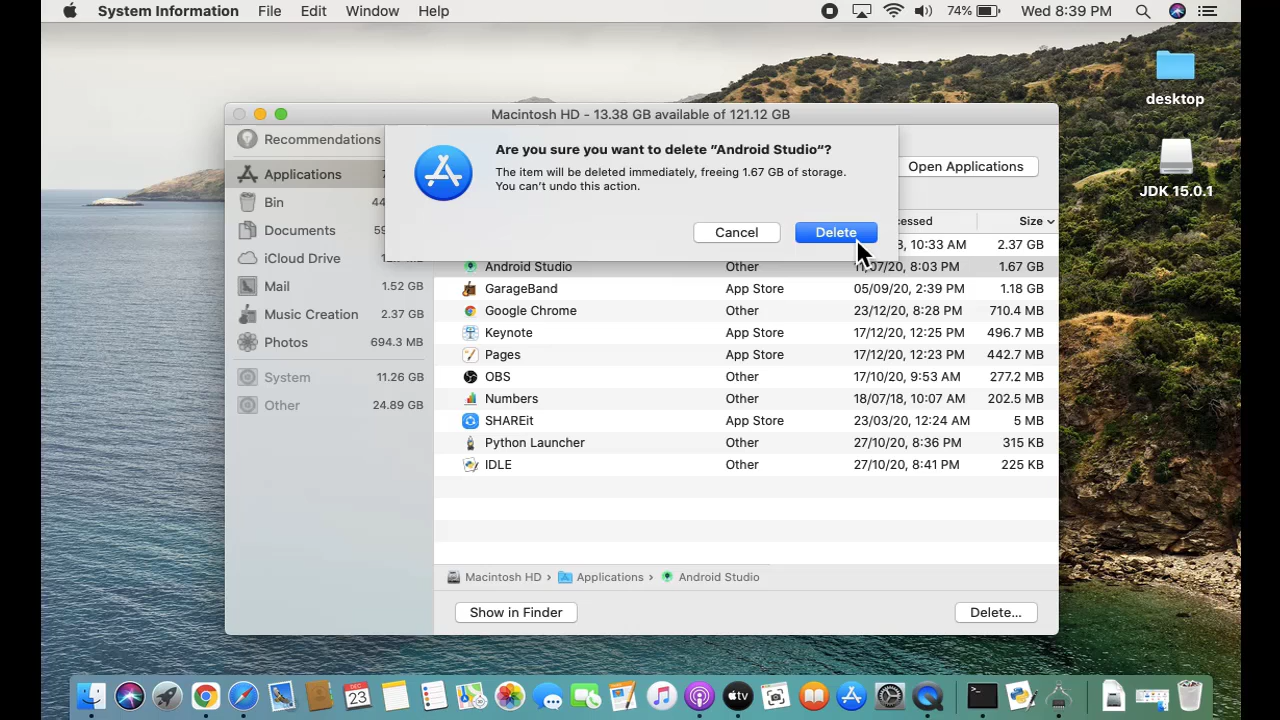 System Information File Edit Window Help 74% Wed 8:39 PM
desktop
JDK 15.0.1
Macintosh HD - 13.38 GB available of 121.12 GB
Recommendations
Applications
Bin
Documents
iCloud Drive
Mail 1.52 GB
Music Creation 2.37 GB
Photos 694.3 MB
System 11.26 GB
Other 24.89 GB
Are you sure you want to delete "Android Studio"?
The item will be deleted immediately, freeing 1.67 GB of storage.
You can't undo this action.
Cancel Delete
Open Applications
Size
10:33 AM 2.37 GB
Android Studio Other 11/07/20, 8:03 PM 1.67 GB
GarageBand App Store 05/09/20, 2:39 PM 1.18 GB
Google Chrome Other 23/12/20, 8:28 PM 710.4 MB
Keynote App Store 17/12/20, 12:25 PM 496.7 MB
Pages App Store 17/12/20, 12:23 PM 442.7 MB
OBS Other 17/10/20, 9:53 AM 277.2 MB
Numbers Other 18/07/18, 10:07 AM 202.5 MB
SHAREit App Store 23/03/20, 12:24 AM 5 MB
Python Launcher Other 27/10/20, 8:36 PM 315 KB
IDLE Other 27/10/20, 8:41 PM 225 KB
Macintosh HD › Applications › Android Studio
Show in Finder Delete...
DEC
23
tv